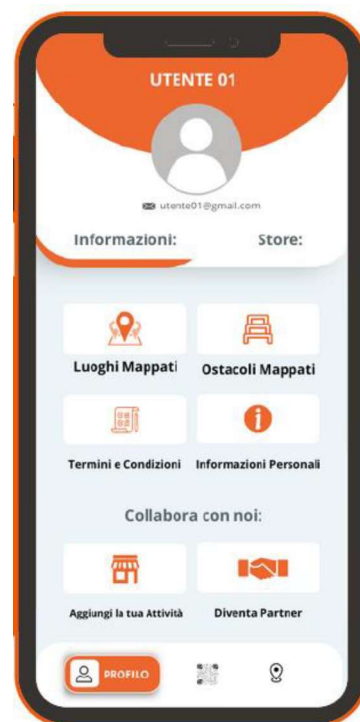 UTENTE 01
utente01@gmail.com
Informazioni: Store:
Luoghi Mappati Ostacoli Mappati
Termini e Condizioni Informazioni Personali
Collabora con noi:
Aggiungi la tua Attività Diventa Partner
PROFILO